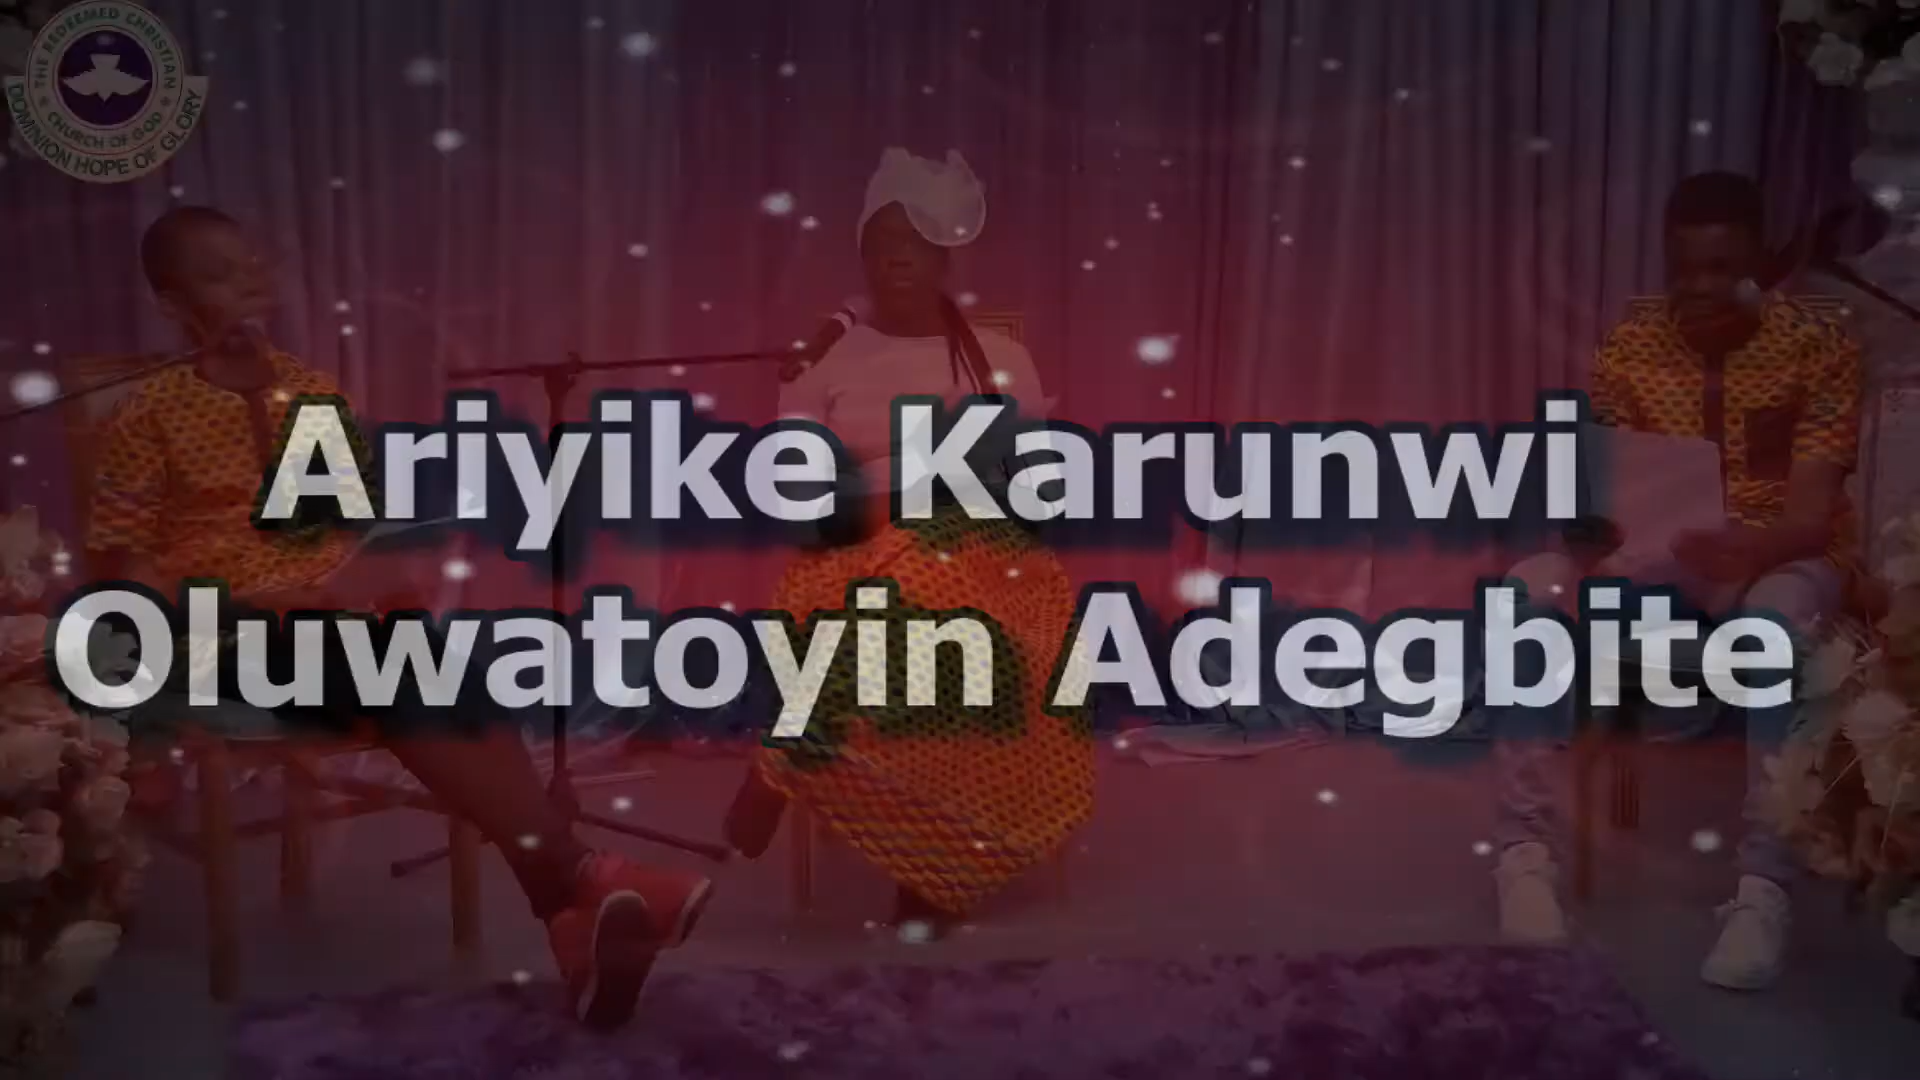 THE REDEEMED CHRISTIAN
CHURCH OF GOD
DOMINION HOPE OF GLORY
Ariyike Karunwi
Oluwatoyin Adegbite